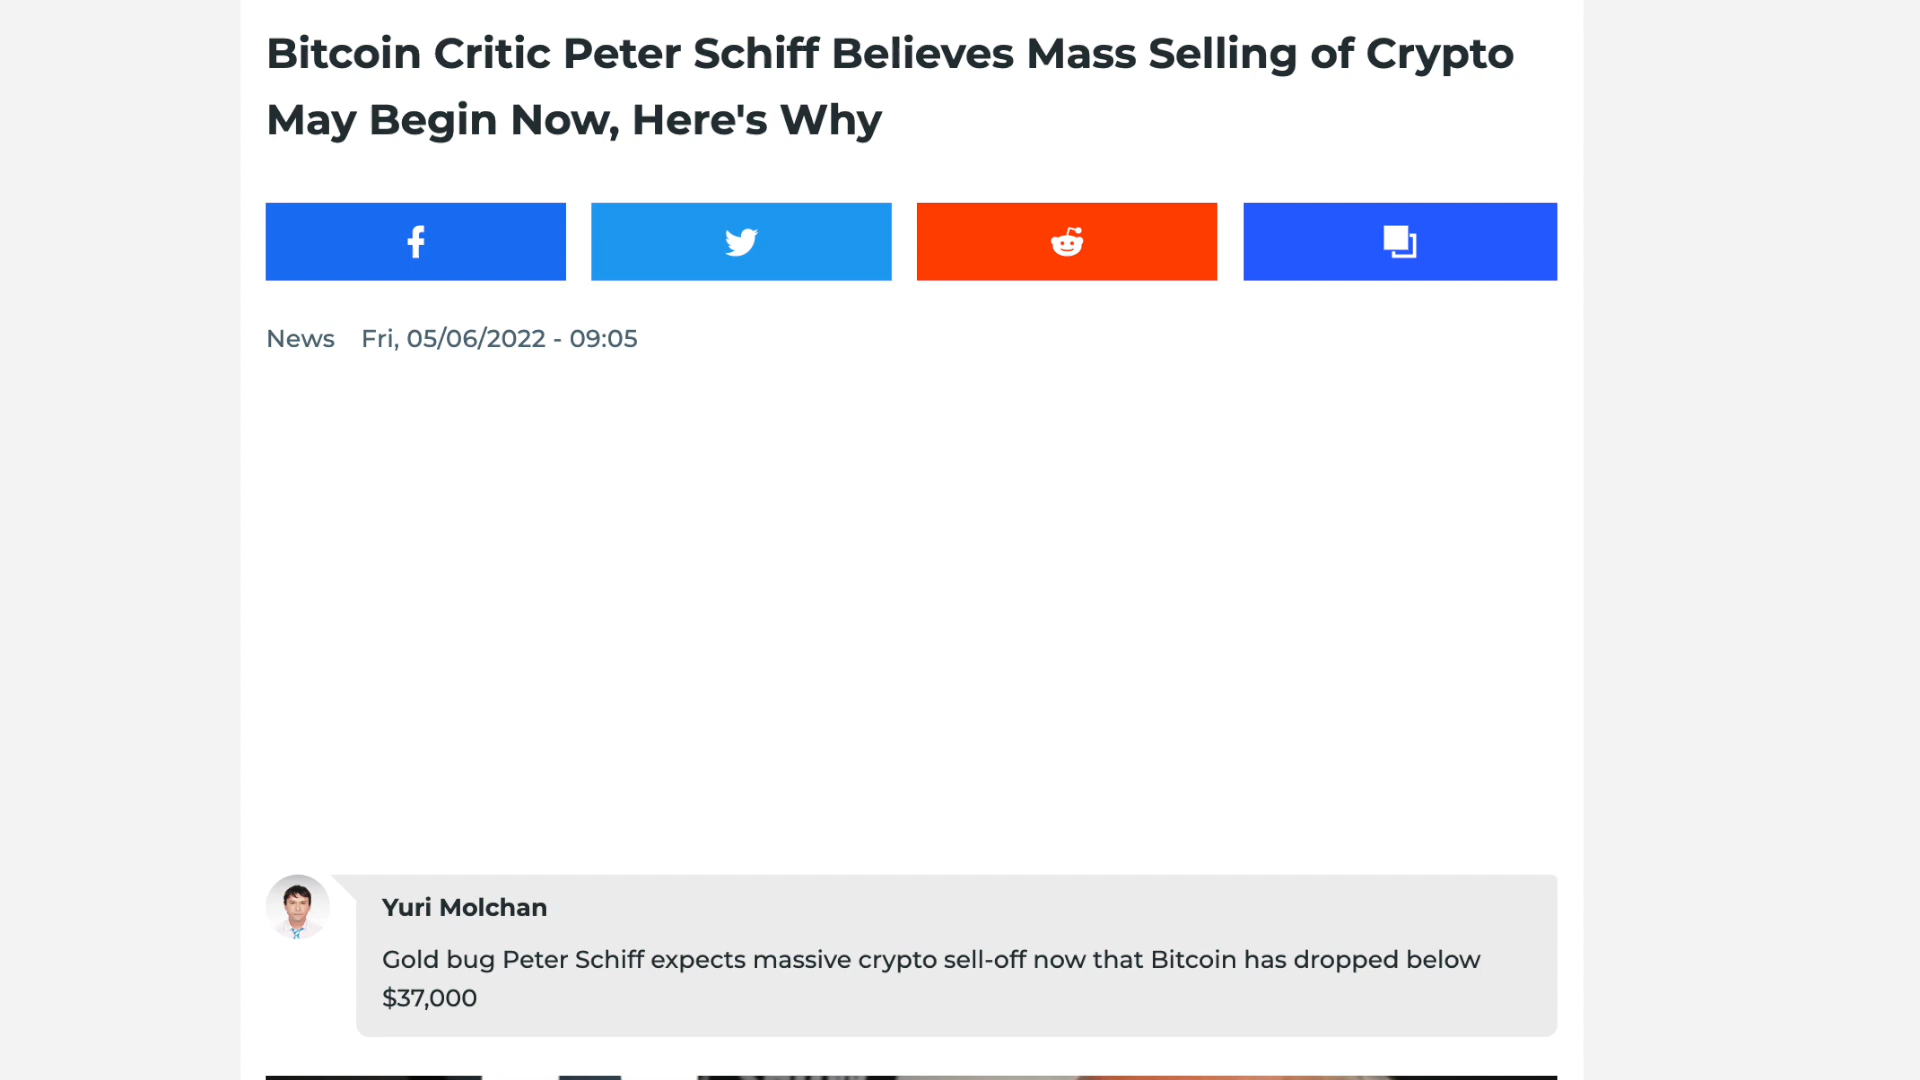 Bitcoin Critic Peter Schiff Believes Mass Selling of Crypto
May Begin Now, Here's Why
News Fri, 05/06/2022 - 09:05
Yuri Molchan
Gold bug Peter Schiff expects massive crypto sell-off now that Bitcoin has dropped below
$37,000